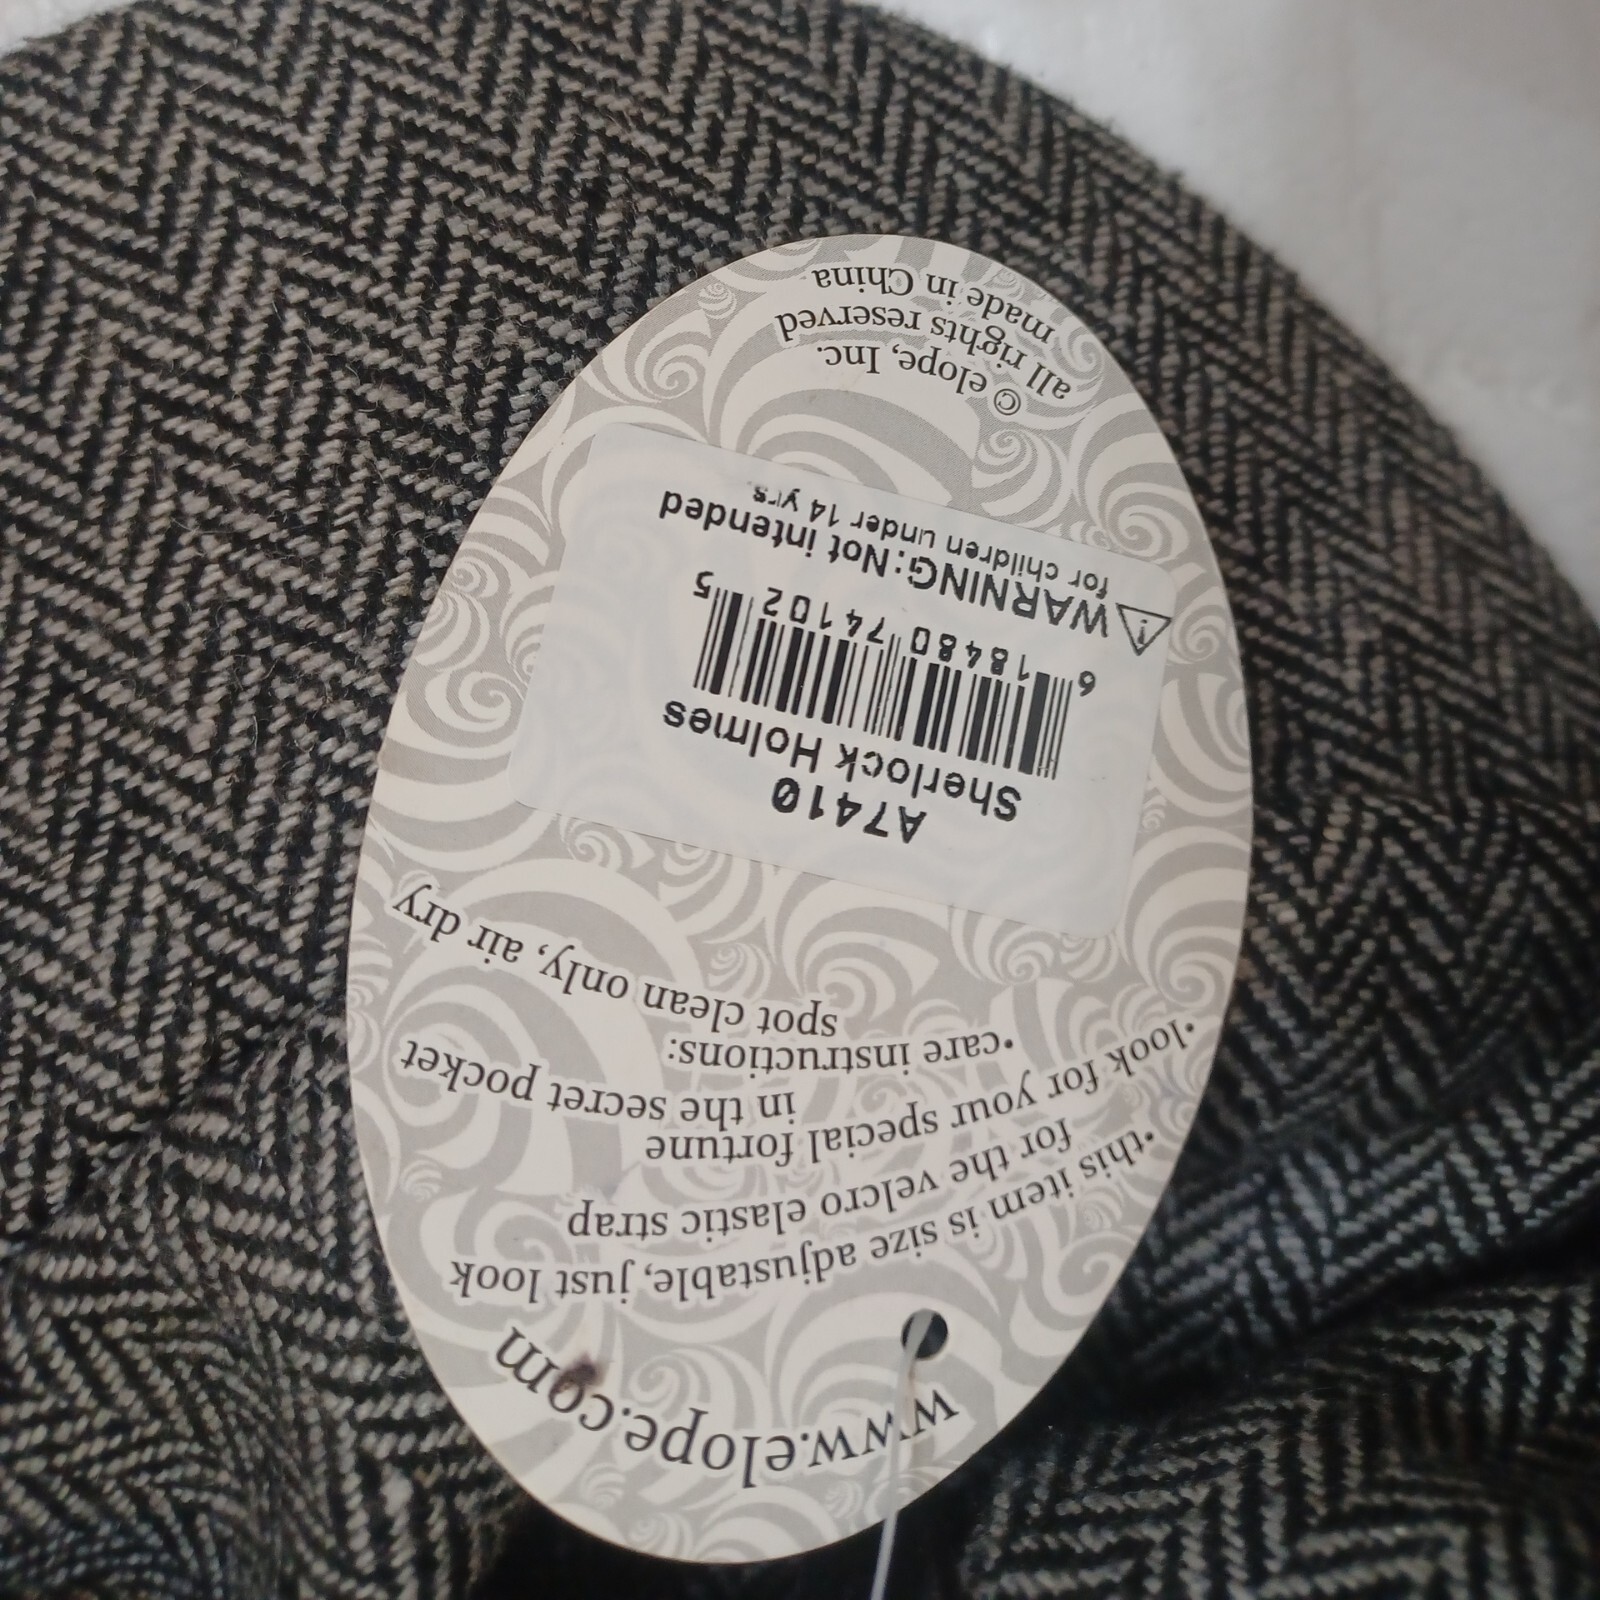 www.elope.com
•this item is size adjustable, just look
for the velcro elastic strap
•look for your special fortune
in the secret pocket
•care instructions:
spot clean only, air dry
A7410
Sherlock Holmes
6 18480 74102 5
WARNING: Not intended
for children under 14 yrs.
© elope, Inc.
all rights reserved
made in China